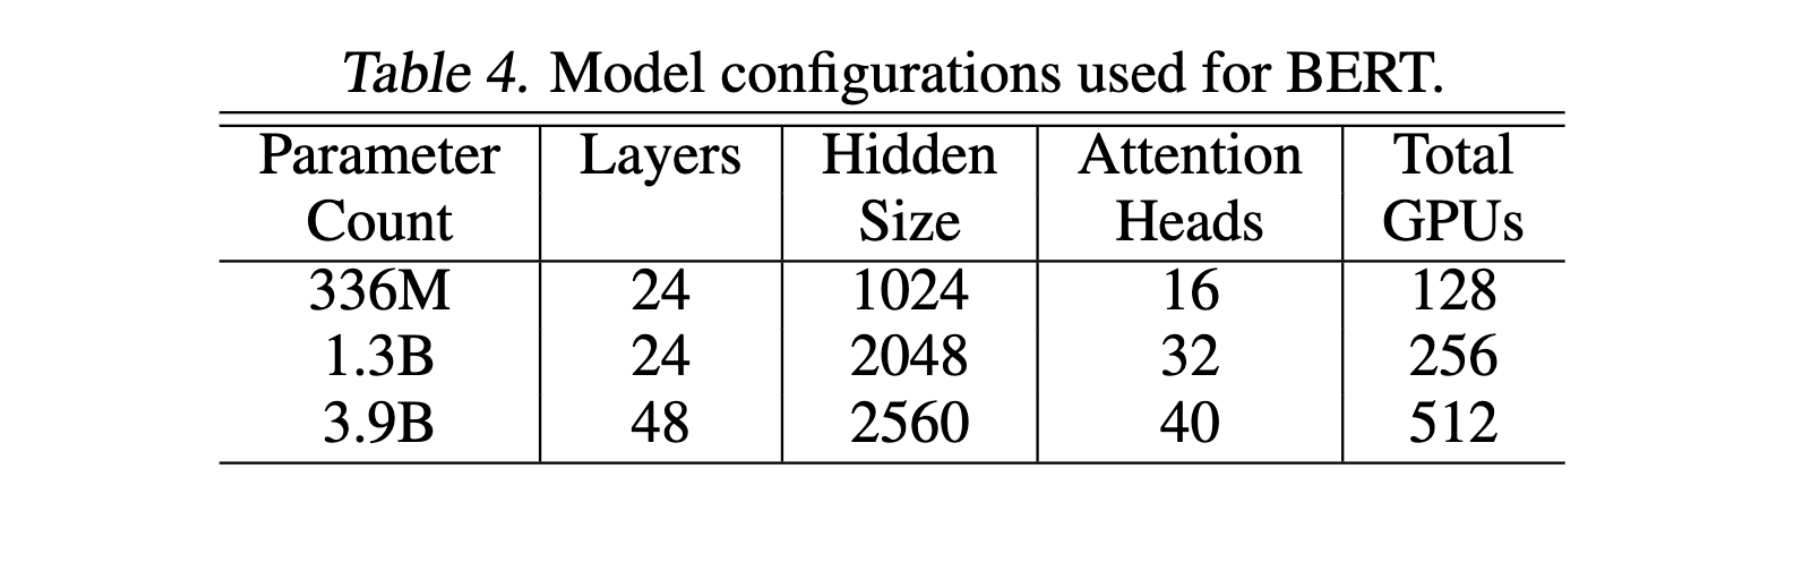 Table 4. Model configurations used for BERT.
Parameter Count Layers Hidden Size Attention Heads Total GPUs
336M 24 1024 16 128
1.3B 24 2048 32 256
3.9B 48 2560 40 512